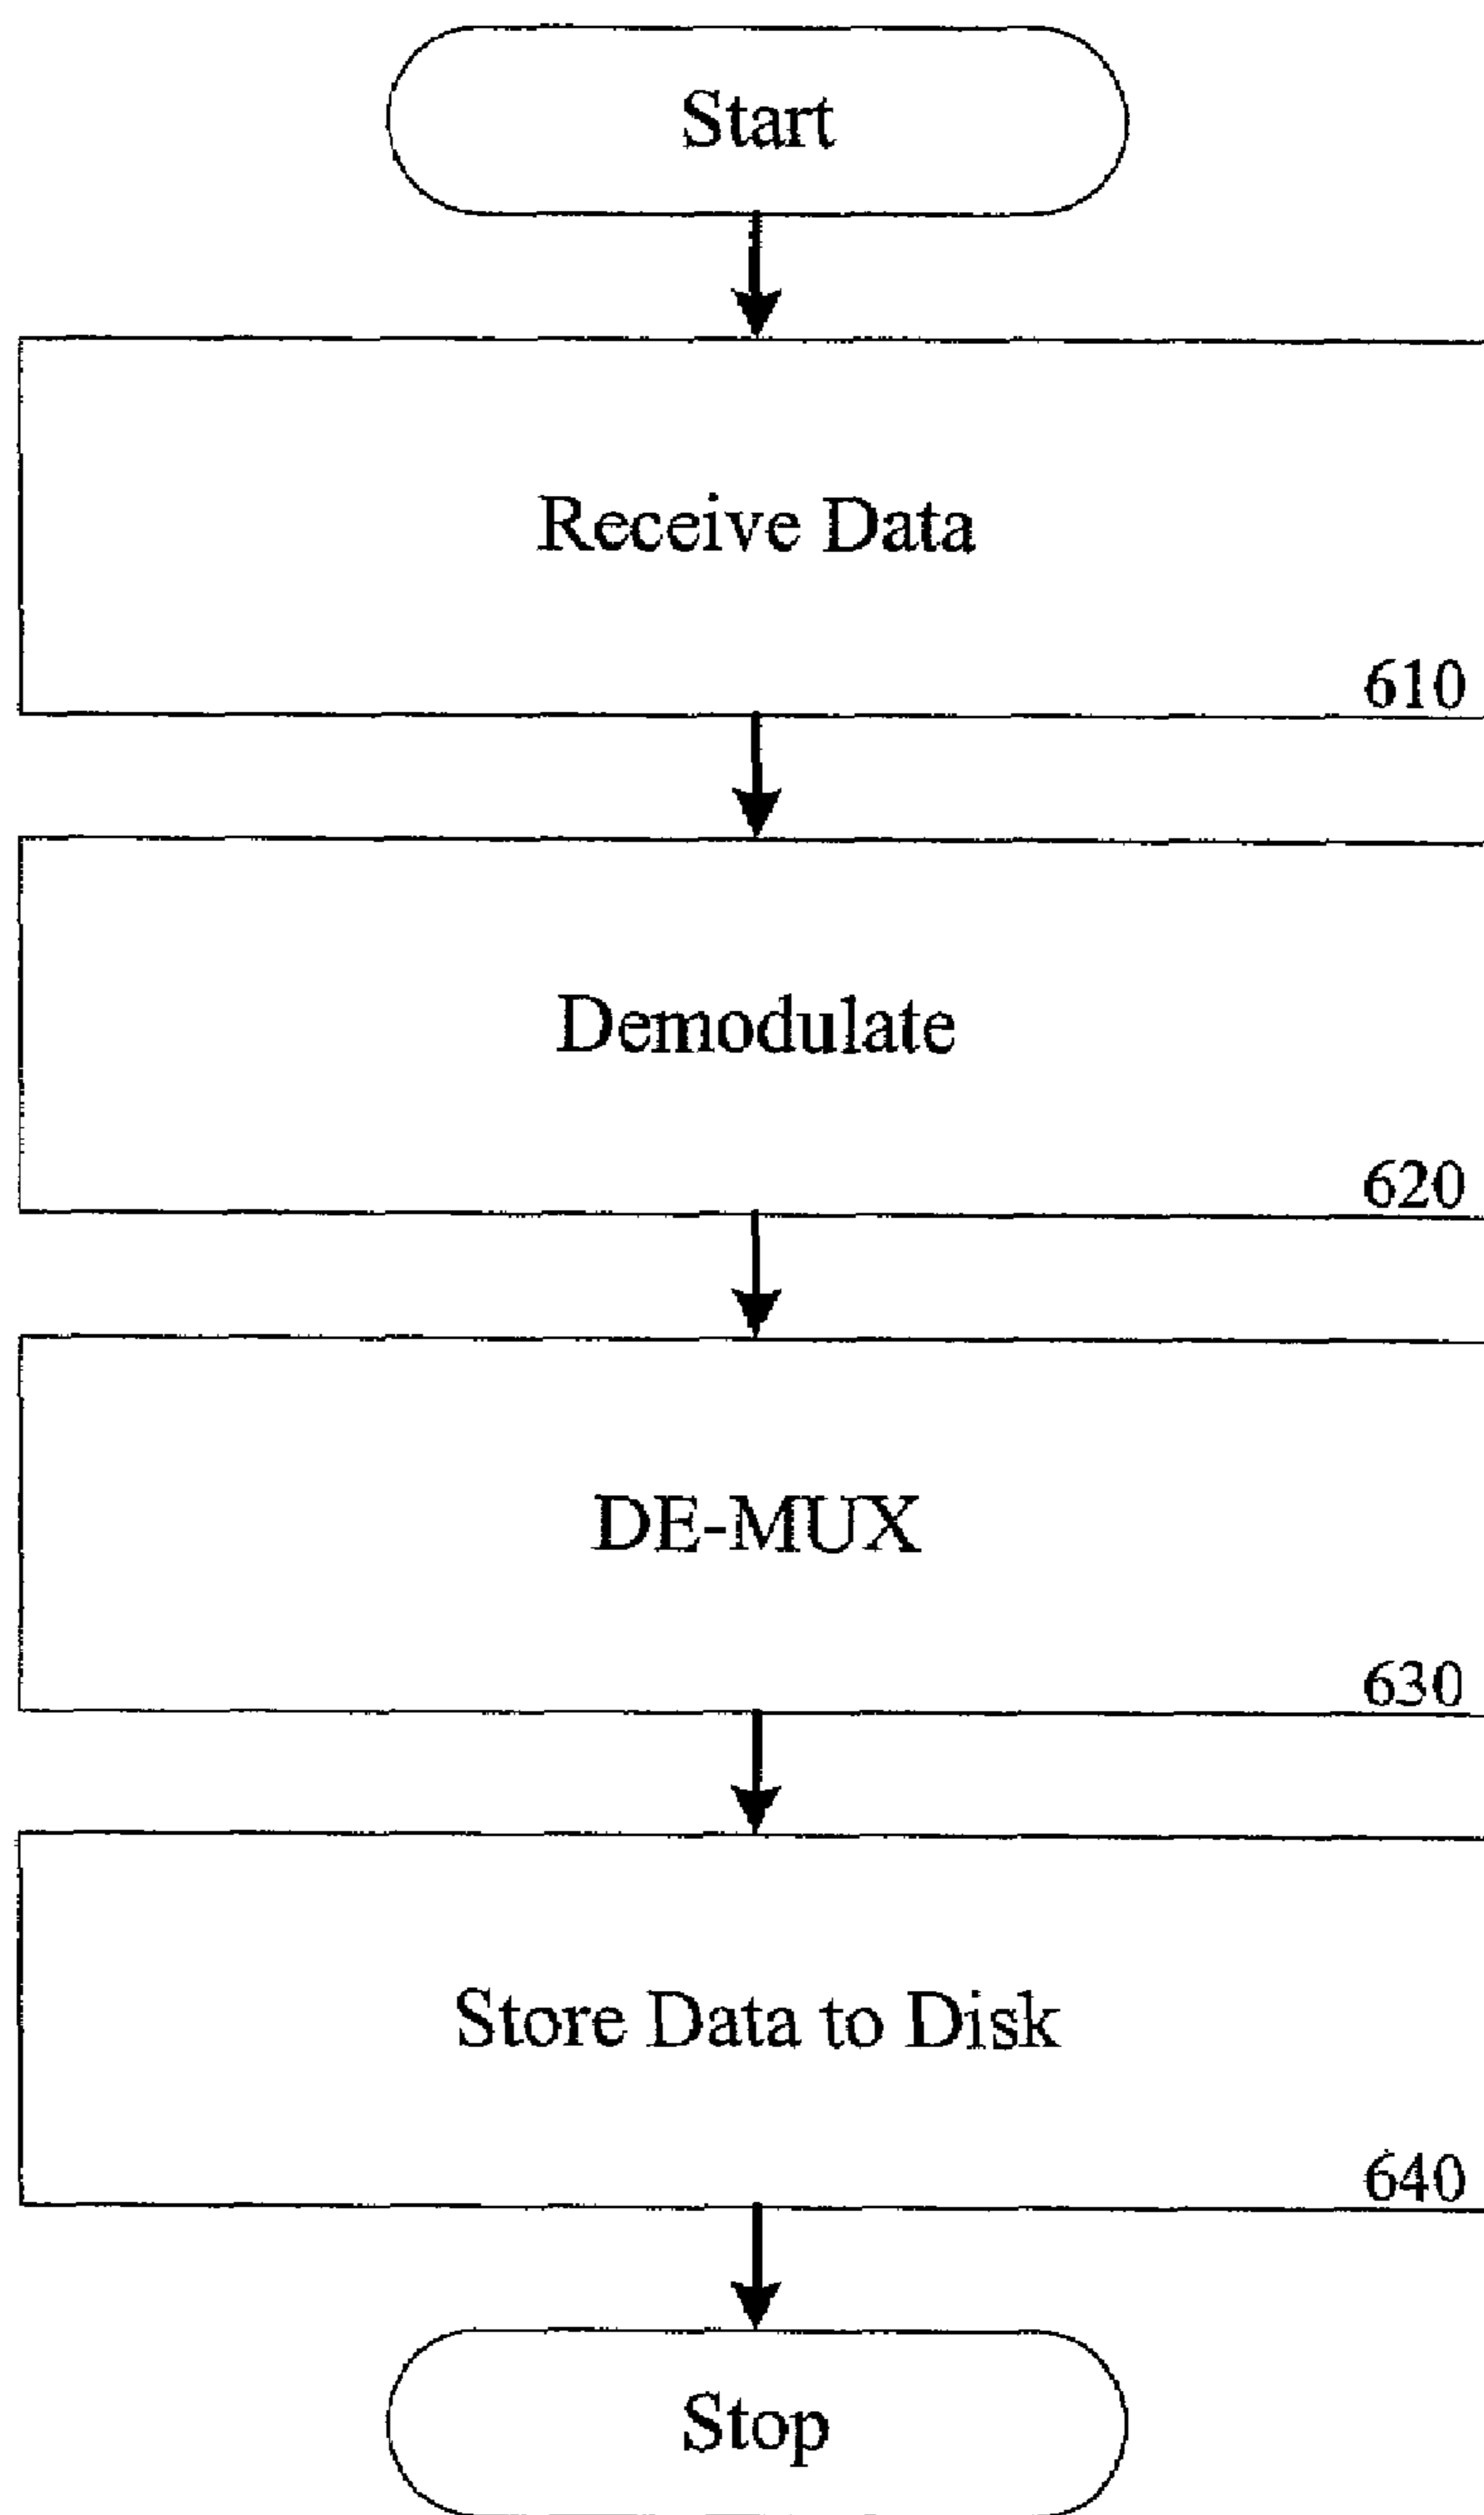 Start
Receive Data
610
Demodulate
620
DE-MUX
630
Store Data to Disk
640
Stop